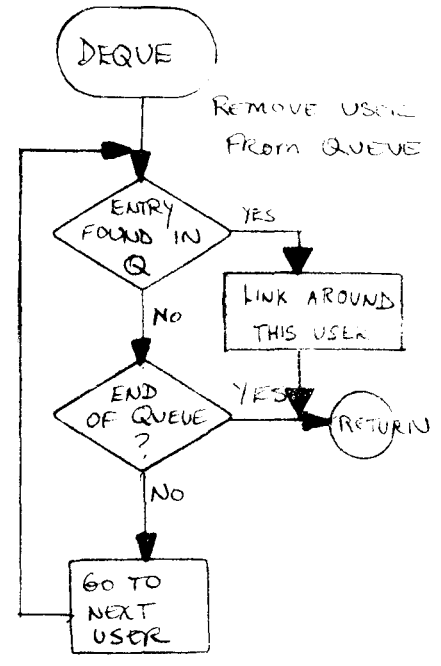 DEQUE
REMOVE USER
FROM QUEUE
ENTRY
FOUND IN
Q
YES
LINK AROUND
THIS USER
NO
END
OF QUEUE
?
YES
RETURN
NO
GO TO
NEXT
USER